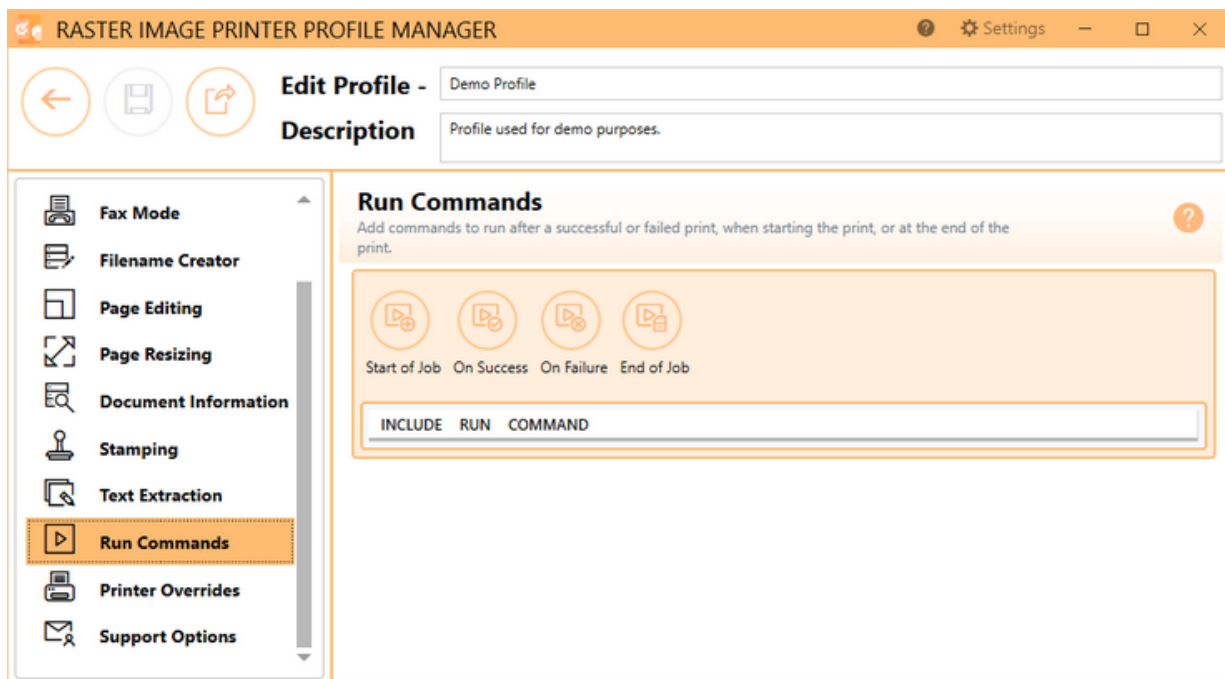 RASTER IMAGE PRINTER PROFILE MANAGER
? Settings
Edit Profile - Demo Profile
Description Profile used for demo purposes.
Fax Mode
Filename Creator
Page Editing
Page Resizing
Document Information
Stamping
Text Extraction
Run Commands
Printer Overrides
Support Options
Run Commands
Add commands to run after a successful or failed print, when starting the print, or at the end of the
print.
?
Start of Job On Success On Failure End of Job
INCLUDE RUN COMMAND